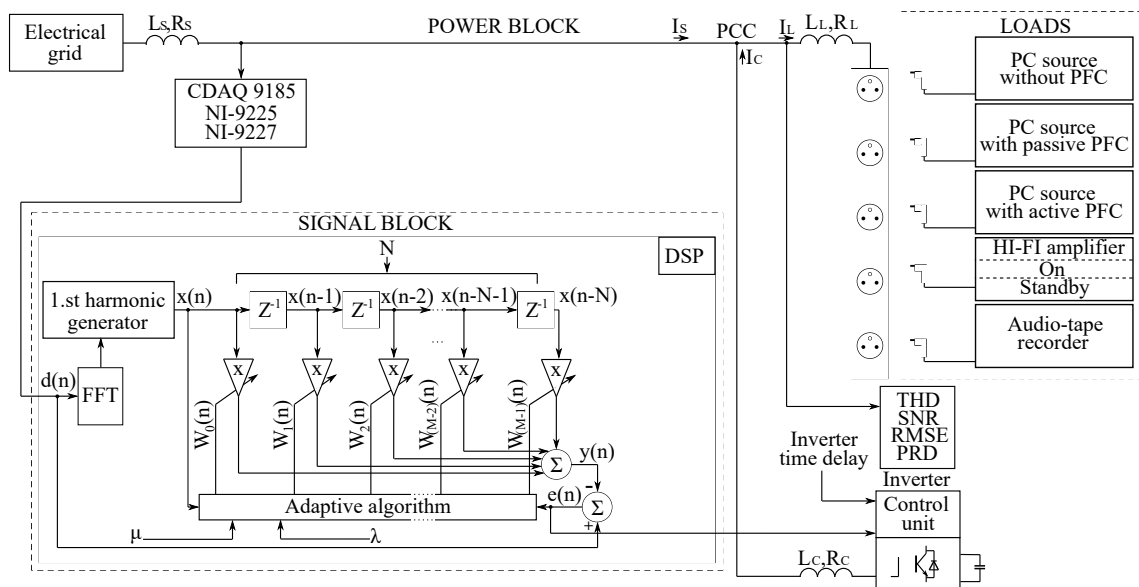 Electrical
grid
LS,RS
POWER BLOCK
IS
PCC
IL
LL,RL
IC
LOADS
PC source
without PFC
PC source
with passive PFC
PC source
with active PFC
HI-FI amplifier
On
Standby
Audio-tape
recorder
CDAQ 9185
NI-9225
NI-9227
SIGNAL BLOCK
DSP
N
1.st harmonic
generator
x(n)
Z-1
x(n-1)
Z-1
x(n-2)
x(n-N-1)
Z-1
x(n-N)
...
...
x
x
x
x
x
d(n)
FFT
W0(n)
W1(n)
W2(n)
W(M-2)(n)
W(M-1)(n)
Σ
y(n)
-
e(n)
Σ
+
Adaptive algorithm
μ
λ
THD
SNR
RMSE
PRD
Inverter
time delay
Inverter
Control
unit
LC,RC